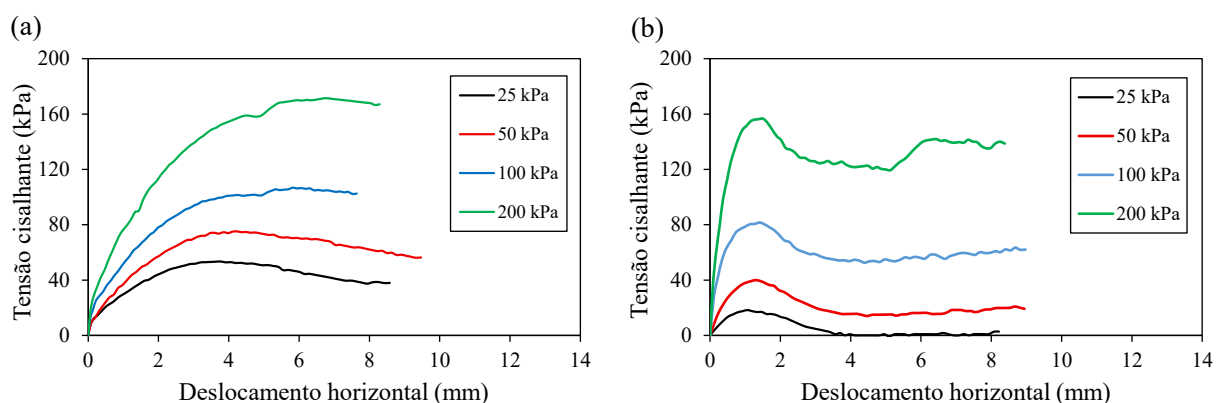 (a)
Tensão cisalhante (kPa)
200
160
120
80
40
0
0 2 4 6 8 10 12 14
Deslocamento horizontal (mm)
25 kPa
50 kPa
100 kPa
200 kPa
(b)
Tensão cisalhante (kPa)
200
160
120
80
40
0
0 2 4 6 8 10 12 14
Deslocamento horizontal (mm)
25 kPa
50 kPa
100 kPa
200 kPa